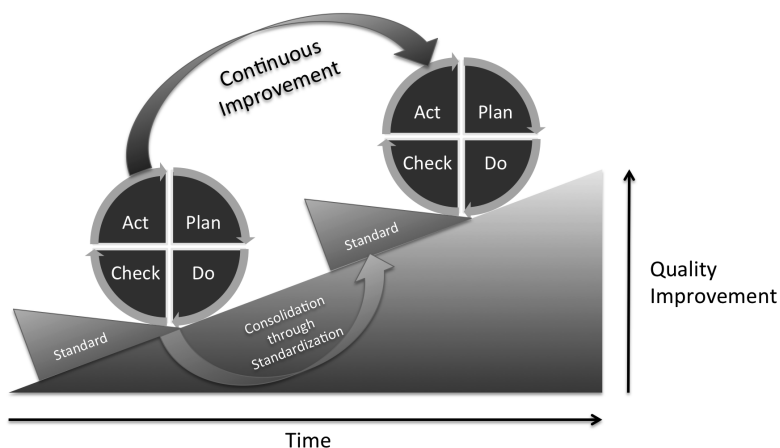 Continuous
Improvement
Act
Plan
Check
Do
Act
Plan
Check
Do
Standard
Standard
Consolidation
through
Standardization
Quality
Improvement
Time